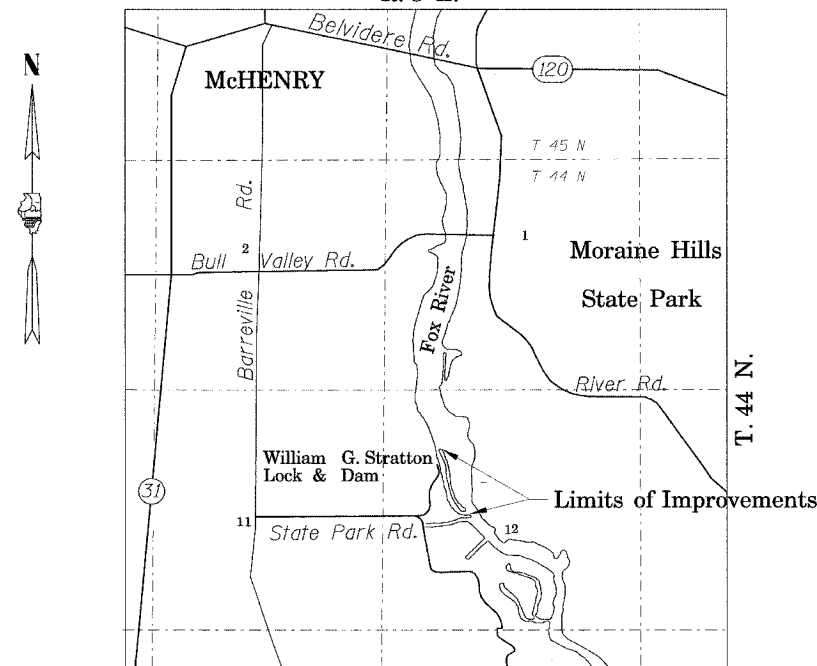 Belvidere Rd.
N
McHENRY
120
T 45 N
T 44 N
Rd.
1
2
Bull Valley Rd.
Moraine Hills
State Park
Fox River
Barreville
River Rd.
T. 44 N.
William G. Stratton
Lock & Dam
31
Limits of Improvements
11
State Park Rd.
12